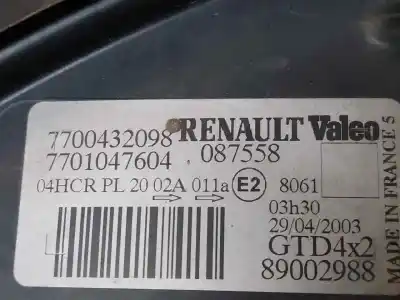 7700432098 RENAULT Valeo
7701047604 087558
04HCR PL 20 02A 011a E2 8061
03h30
29/04/2003
GTD4x2
89002988
MADE IN FRANCE 5